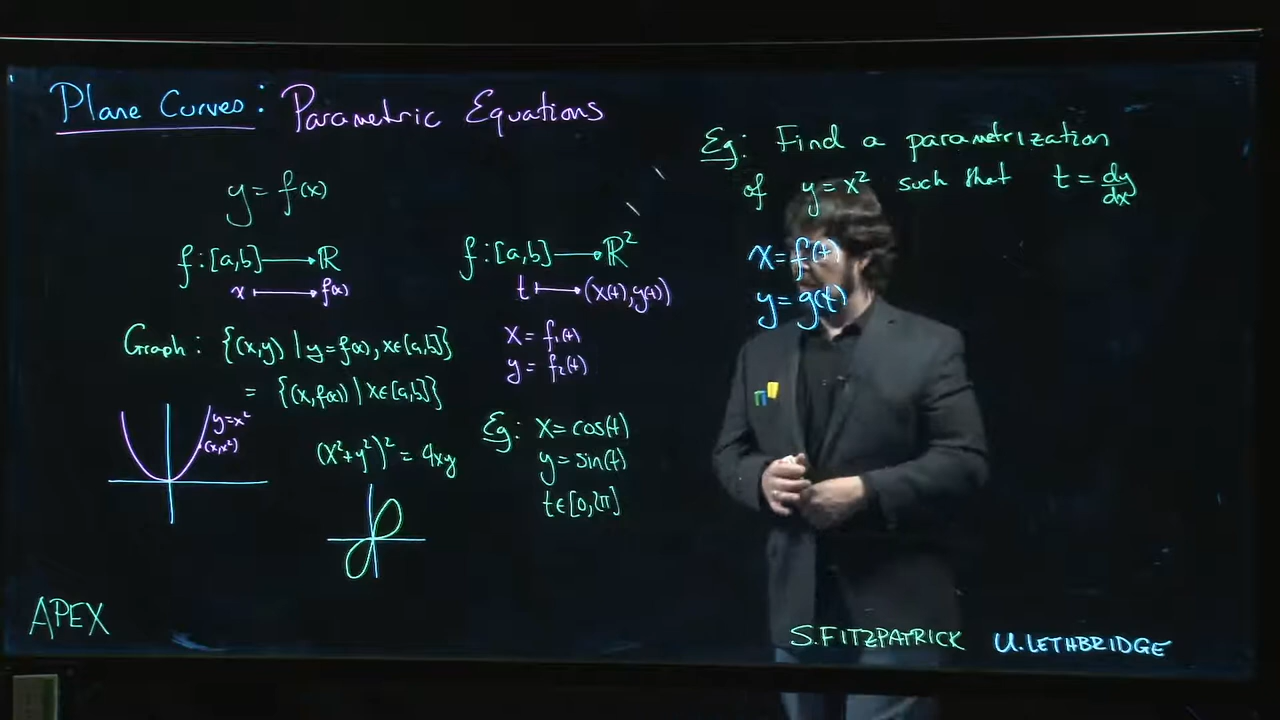 Plane Curves: Parametric Equations
y = f(x)
f: [a,b] ⟶ ℝ
x ⟼ f(x)
Graph: {(x,y) | y=f(x), x∈[a,b]}
= {(x,f(x)) | x∈[a,b]}
y=x²
(x,x²)
(x²+y²)² = 4xy
APEX
f: [a,b] ⟶ ℝ²
t ⟼ (x(t), y(t))
x = f₁(t)
y = f₂(t)
Eg: x = cos(t)
y = sin(t)
t∈[0,2π]
Eg: Find a parametrization
of y = x² such that t = dy/dx
x = f(t)
y = g(t)
S. FITZPATRICK U. LETHBRIDGE